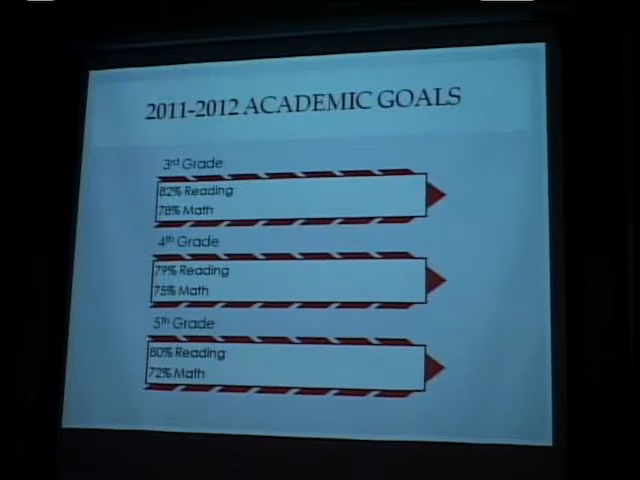 2011-2012 ACADEMIC GOALS
3rd Grade
82% Reading
78% Math
4th Grade
79% Reading
75% Math
5th Grade
80% Reading
72% Math